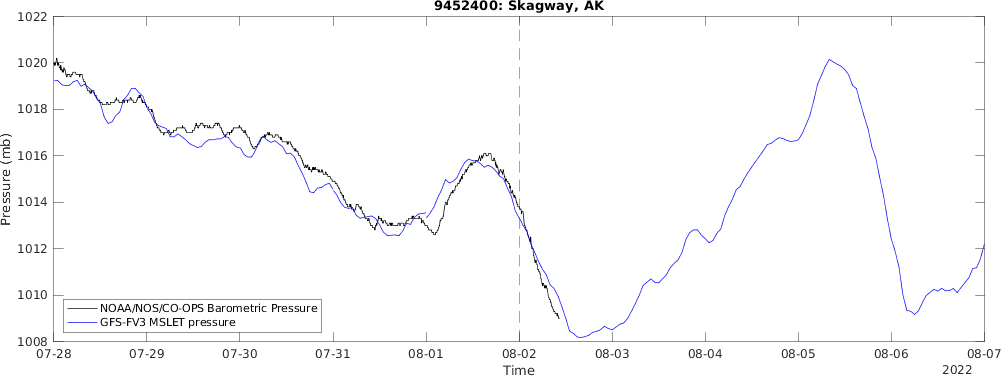 9452400: Skagway, AK
Pressure (mb)
1022
1020
1018
1016
1014
1012
1010
1008
NOAA/NOS/CO-OPS Barometric Pressure
GFS-FV3 MSLET pressure
07-28 07-29 07-30 07-31 08-01 08-02 08-03 08-04 08-05 08-06 08-07
Time
2022